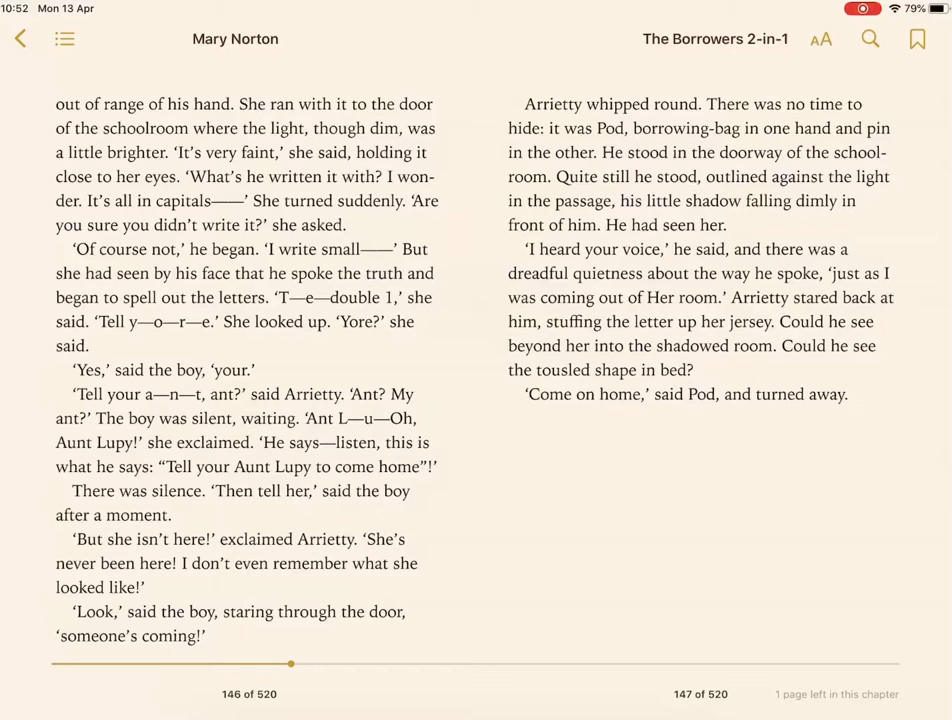 10:52 Mon 13 Apr
79%
Mary Norton
The Borrowers 2-in-1
AA
out of range of his hand. She ran with it to the door
of the schoolroom where the light, though dim, was
a little brighter. ‘It’s very faint,’ she said, holding it
close to her eyes. ‘What’s he written it with? I won-
der. It’s all in capitals——’ She turned suddenly. ‘Are
you sure you didn’t write it?’ she asked.
‘Of course not,’ he began. ‘I write small——’ But
she had seen by his face that he spoke the truth and
began to spell out the letters. ‘T—e—double 1,’ she
said. ‘Tell y—o—r—e.’ She looked up. ‘Yore?’ she
said.
‘Yes,’ said the boy, ‘your.’
‘Tell your a—n—t, ant?’ said Arrietty. ‘Ant? My
ant?’ The boy was silent, waiting. ‘Ant L—u—Oh,
Aunt Lupy!’ she exclaimed. ‘He says—listen, this is
what he says: “Tell your Aunt Lupy to come home”!’
There was silence. ‘Then tell her,’ said the boy
after a moment.
‘But she isn’t here!’ exclaimed Arrietty. ‘She’s
never been here! I don’t even remember what she
looked like!’
‘Look,’ said the boy, staring through the door,
‘someone’s coming!’
Arrietty whipped round. There was no time to
hide: it was Pod, borrowing-bag in one hand and pin
in the other. He stood in the doorway of the school-
room. Quite still he stood, outlined against the light
in the passage, his little shadow falling dimly in
front of him. He had seen her.
‘I heard your voice,’ he said, and there was a
dreadful quietness about the way he spoke, ‘just as I
was coming out of Her room.’ Arrietty stared back at
him, stuffing the letter up her jersey. Could he see
beyond her into the shadowed room. Could he see
the tousled shape in bed?
‘Come on home,’ said Pod, and turned away.
146 of 520
147 of 520
1 page left in this chapter